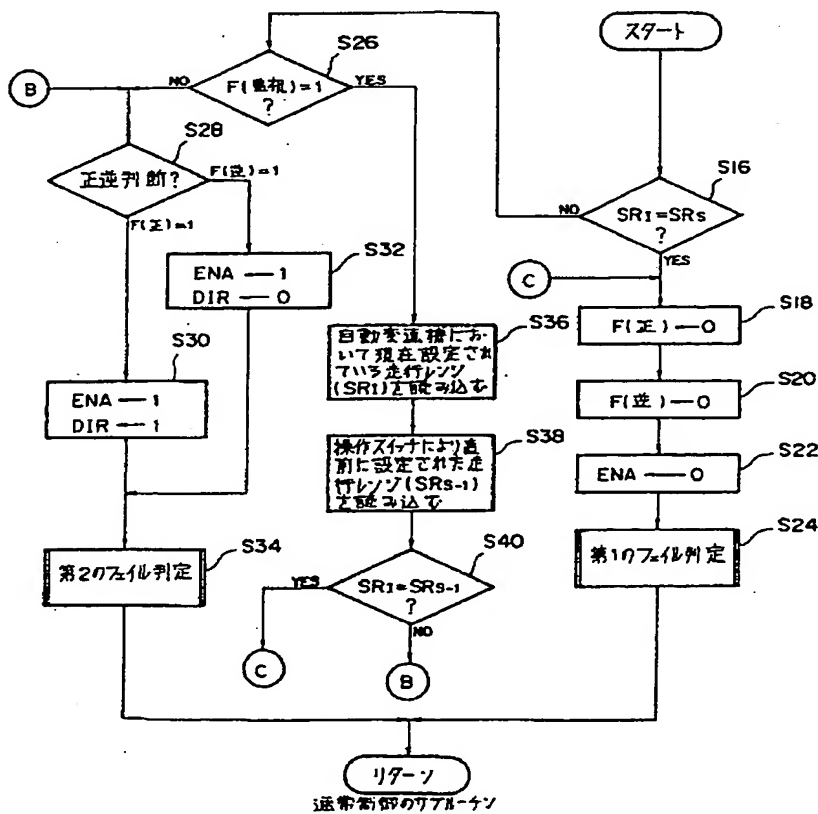 スタート
S16
SRI=SRS
?
NO
YES
C
S18
F(正)―0
S20
F(逆)―0
S22
ENA―0
S24
第1のフェイル判定
S26
F(監視)=1
?
NO
YES
B
S28
正逆判断?
F(逆)=1
F(正)=1
S32
ENA ― 1
DIR ― 0
S30
ENA ― 1
DIR ― 1
S34
第2のフェイル判定
S36
自動変速機にお
いて現在設定され
ている走行レンジ
(SRI)を読み込む
S38
操作スイッチにより直
前に設定された走
行レンジ(SRS-1)
を読み込む
S40
SRI=SRS-1
?
YES
NO
C
B
リターン
通常制御のサブルーチン